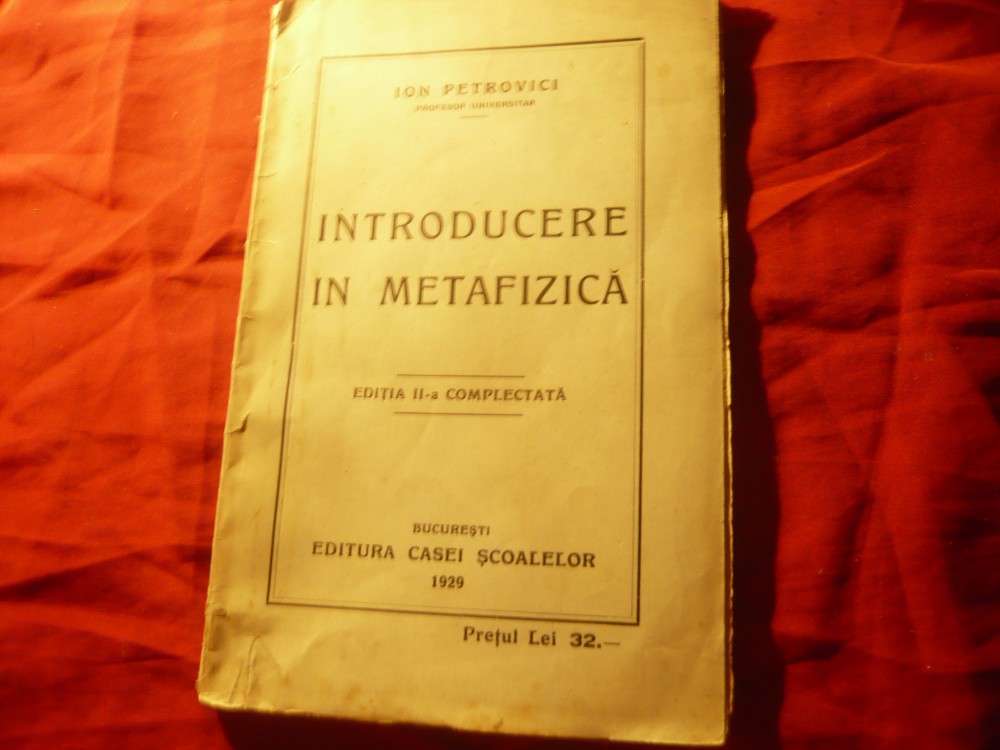 ION PETROVICI
PROFESOR UNIVERSITAR
INTRODUCERE
IN METAFIZICĂ
EDIȚIA II-a COMPLECTATĂ
BUCUREȘTI
EDITURA CASEI ȘCOALELOR
1929
Prețul Lei 32.—